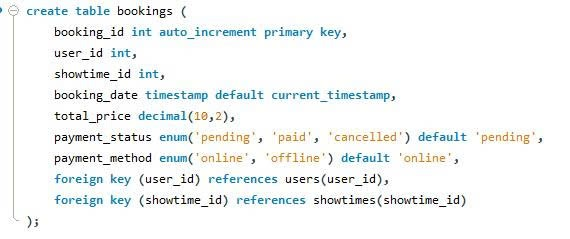 create table bookings (
booking_id int auto_increment primary key,
user_id int,
showtime_id int,
booking_date timestamp default current_timestamp,
total_price decimal(10,2),
payment_status enum('pending', 'paid', 'cancelled') default 'pending',
payment_method enum('online', 'offline') default 'online',
foreign key (user_id) references users(user_id),
foreign key (showtime_id) references showtimes(showtime_id)
);